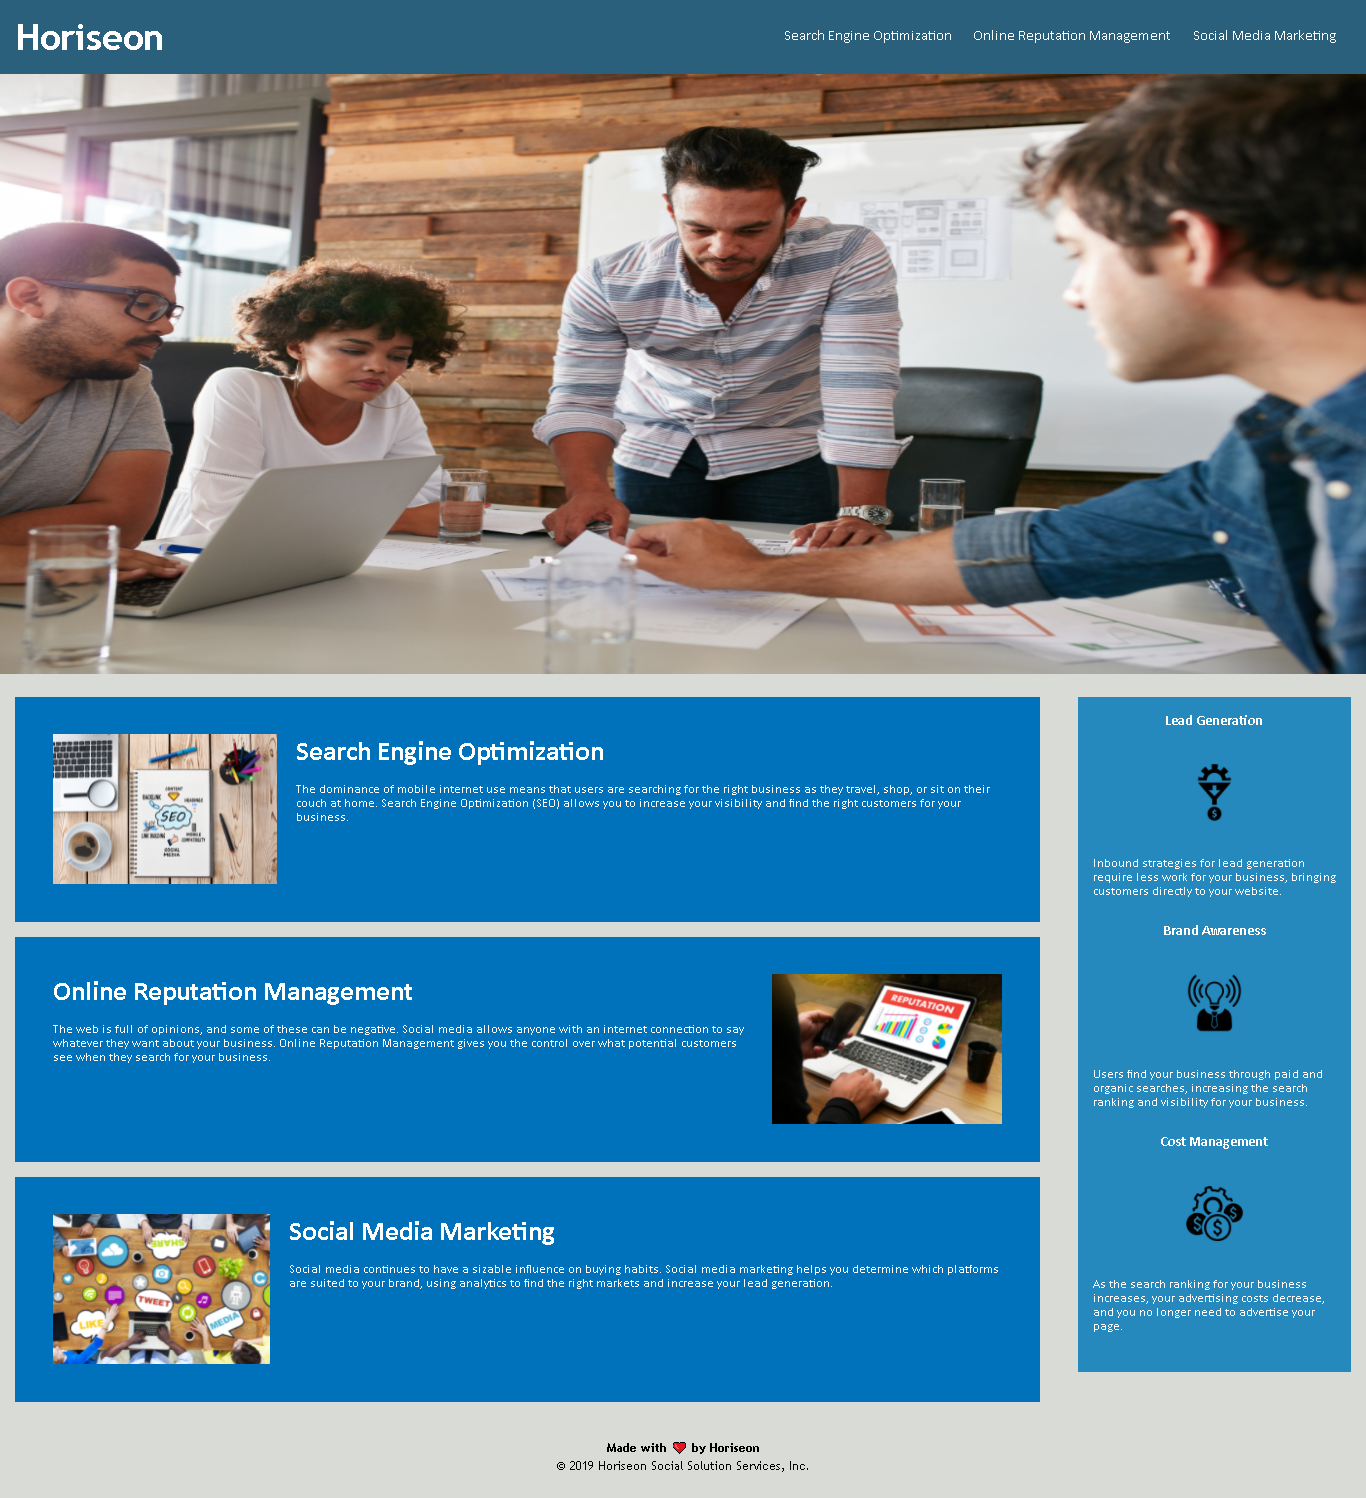 Horiseon
Search Engine Optimization Online Reputation Management Social Media Marketing
Search Engine Optimization
The dominance of mobile internet use means that users are searching for the right business as they travel, shop, or sit on their
couch at home. Search Engine Optimization (SEO) allows you to increase your visibility and find the right customers for your
business.
SEO
Online Reputation Management
The web is full of opinions, and some of these can be negative. Social media allows anyone with an internet connection to say
whatever they want about your business. Online Reputation Management gives you the control over what potential customers
see when they search for your business.
REPUTATION
Social Media Marketing
Social media continues to have a sizable influence on buying habits. Social media marketing helps you determine which platforms
are suited to your brand, using analytics to find the right markets and increase your lead generation.
SHARE
TWEET
LIKE
MEDIA
Lead Generation
Inbound strategies for lead generation
require less work for your business, bringing
customers directly to your website.
Brand Awareness
Users find your business through paid and
organic searches, increasing the search
ranking and visibility for your business.
Cost Management
As the search ranking for your business
increases, your advertising costs decrease,
and you no longer need to advertise your
page.
Made with ❤️ by Horiseon
© 2019 Horiseon Social Solution Services, Inc.